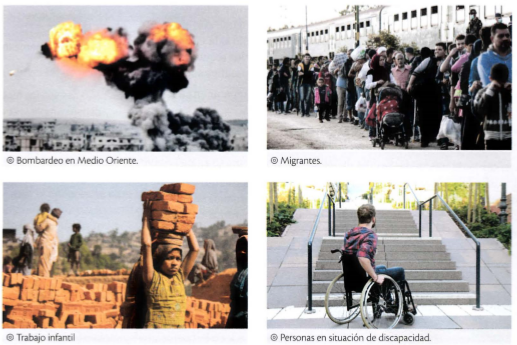 ◎ Bombardeo en Medio Oriente.
◎ Migrantes.
◎ Trabajo infantil
◎ Personas en situación de discapacidad.